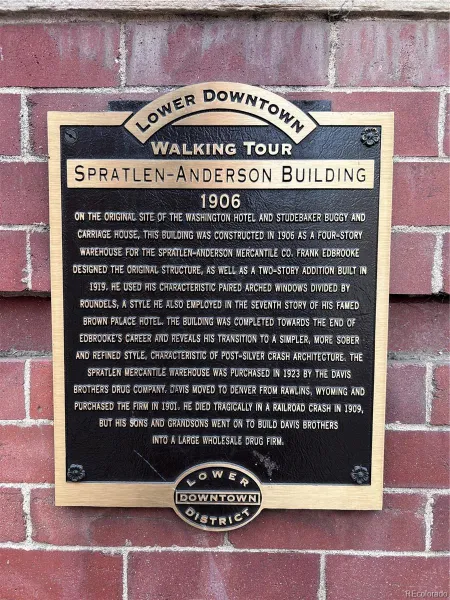 LOWER DOWNTOWN
WALKING TOUR
SPRATLEN-ANDERSON BUILDING
1906
ON THE ORIGINAL SITE OF THE WASHINGTON HOTEL AND STUDEBAKER BUGGY AND
CARRIAGE HOUSE, THIS BUILDING WAS CONSTRUCTED IN 1906 AS A FOUR-STORY
WAREHOUSE FOR THE SPRATLEN-ANDERSON MERCANTILE CO. FRANK EDBROOKE
DESIGNED THE ORIGINAL STRUCTURE, AS WELL AS A TWO-STORY ADDITION BUILT IN
1919. HE USED HIS CHARACTERISTIC PAIRED ARCHED WINDOWS DIVIDED BY
ROUNDELS, A STYLE HE ALSO EMPLOYED IN THE SEVENTH STORY OF HIS FAMED
BROWN PALACE HOTEL. THE BUILDING WAS COMPLETED TOWARDS THE END OF
EDBROOKE'S CAREER AND REVEALS HIS TRANSITION TO A SIMPLER, MORE SOBER
AND REFINED STYLE, CHARACTERISTIC OF POST-SILVER CRASH ARCHITECTURE. THE
SPRATLEN MERCANTILE WAREHOUSE WAS PURCHASED IN 1923 BY THE DAVIS
BROTHERS DRUG COMPANY. DAVIS MOVED TO DENVER FROM RAWLINS, WYOMING AND
PURCHASED THE FIRM IN 1901. HE DIED TRAGICALLY IN A RAILROAD CRASH IN 1909,
BUT HIS SONS AND GRANDSONS WENT ON TO BUILD DAVIS BROTHERS
INTO A LARGE WHOLESALE DRUG FIRM.
LOWER
DOWNTOWN
DISTRICT
REcolorado